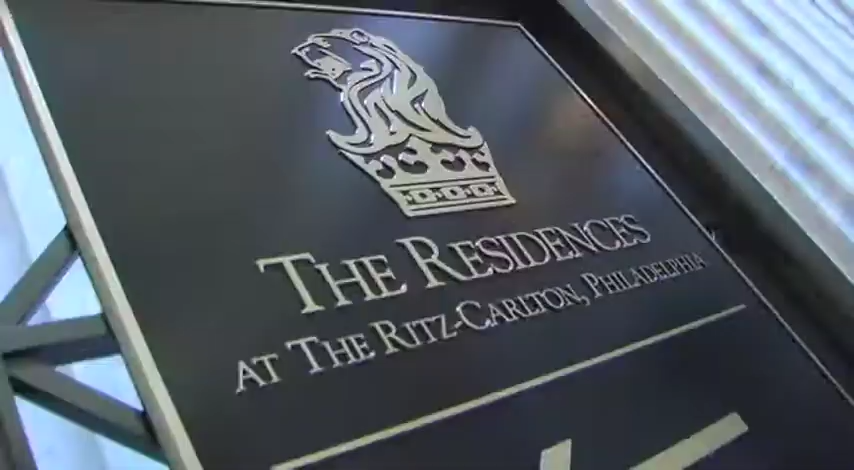 THE RESIDENCES
AT THE RITZ-CARLTON, PHILADELPHIA